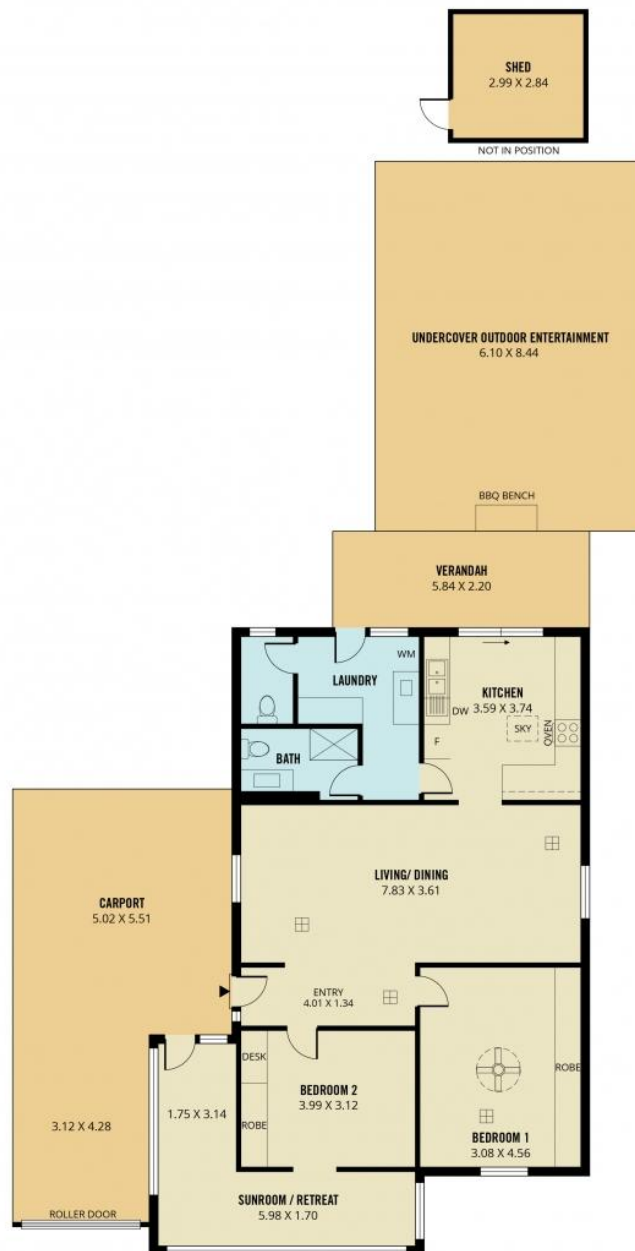 SHED
2.99 X 2.84
NOT IN POSITION
UNDERCOVER OUTDOOR ENTERTAINMENT
6.10 X 8.44
BBQ BENCH
VERANDAH
5.84 X 2.20
WM
LAUNDRY
KITCHEN
3.59 X 3.74
DW
SKY
OVEN
F
BATH
LIVING/ DINING
7.83 X 3.61
CARPORT
5.02 X 5.51
ENTRY
4.01 X 1.34
DESK
BEDROOM 2
3.99 X 3.12
ROBE
ROBE
1.75 X 3.14
3.12 X 4.28
BEDROOM 1
3.08 X 4.56
SUNROOM / RETREAT
5.98 X 1.70
ROLLER DOOR